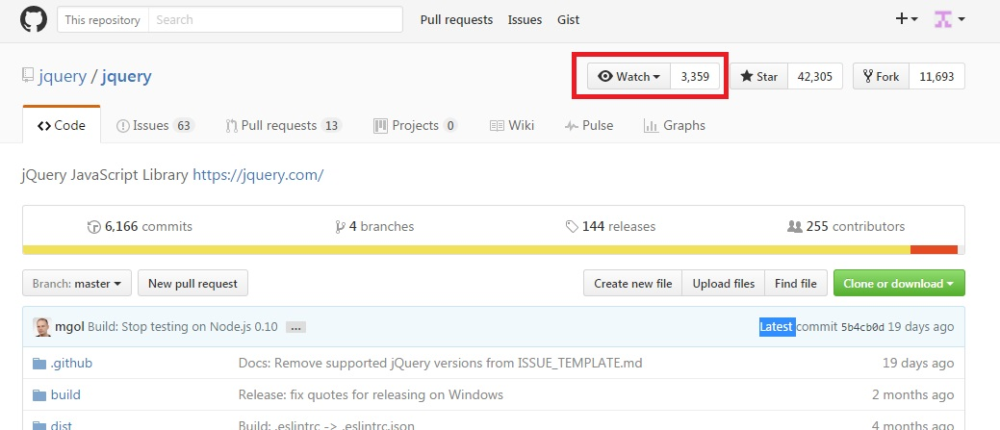 This repository Search Pull requests Issues Gist
jquery / jquery Watch 3,359 Star 42,305 Fork 11,693
Code Issues 63 Pull requests 13 Projects 0 Wiki Pulse Graphs
jQuery JavaScript Library https://jquery.com/
6,166 commits 4 branches 144 releases 255 contributors
Branch: master New pull request Create new file Upload files Find file Clone or download
mgol Build: Stop testing on Node.js 0.10 ... Latest commit 5b4cb0d 19 days ago
.github Docs: Remove supported jQuery versions from ISSUE_TEMPLATE.md 19 days ago
build Release: fix quotes for releasing on Windows 2 months ago
dist Build: .eslintrc -> .eslintrc.json 4 months ago